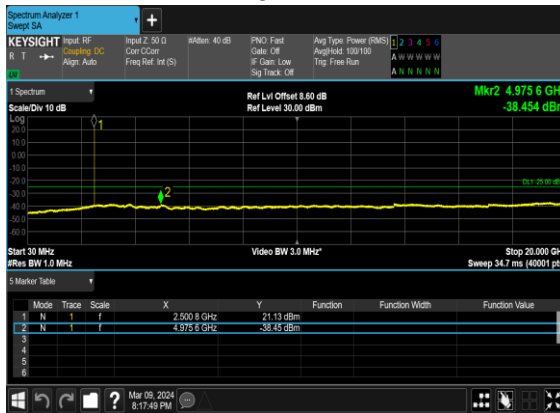 Spectrum Analyzer 1
Swept SA
KEYSIGHT Input: RF Input Z: 50 Ω #Atten: 40 dB PNO: Fast Avg Type: Power (RMS) 1 2 3 4 5 6
R T Coupling: DC Corr CCorr Gate: Off Avg|Hold: 100/100 A W W W W W
Align: Auto Freq Ref: Int (S) IF Gain: Low Trig: Free Run
Sig Track: Off A N N N N N
1 Spectrum Ref Lvl Offset 8.60 dB Mkr2 4.975 6 GH
Scale/Div 10 dB Ref Level 30.00 dBm -38.454 dB
Log
20.0
10.0 1
0.00
-10.0
-20.0
-30.0 2
-40.0
-50.0
-60.0
Start 30 MHz Video BW 3.0 MHz* Stop 20.000 GH
#Res BW 1.0 MHz Sweep 34.7 ms (40001 pt
5 Marker Table
Mode Trace Scale X Y Function Function Width Function Value
1 N 1 f 2.500 8 GHz 21.13 dBm
2 N 1 f 4.975 6 GHz -38.45 dBm
3
4
5
6
? Mar 09, 2024
8:17:49 PM